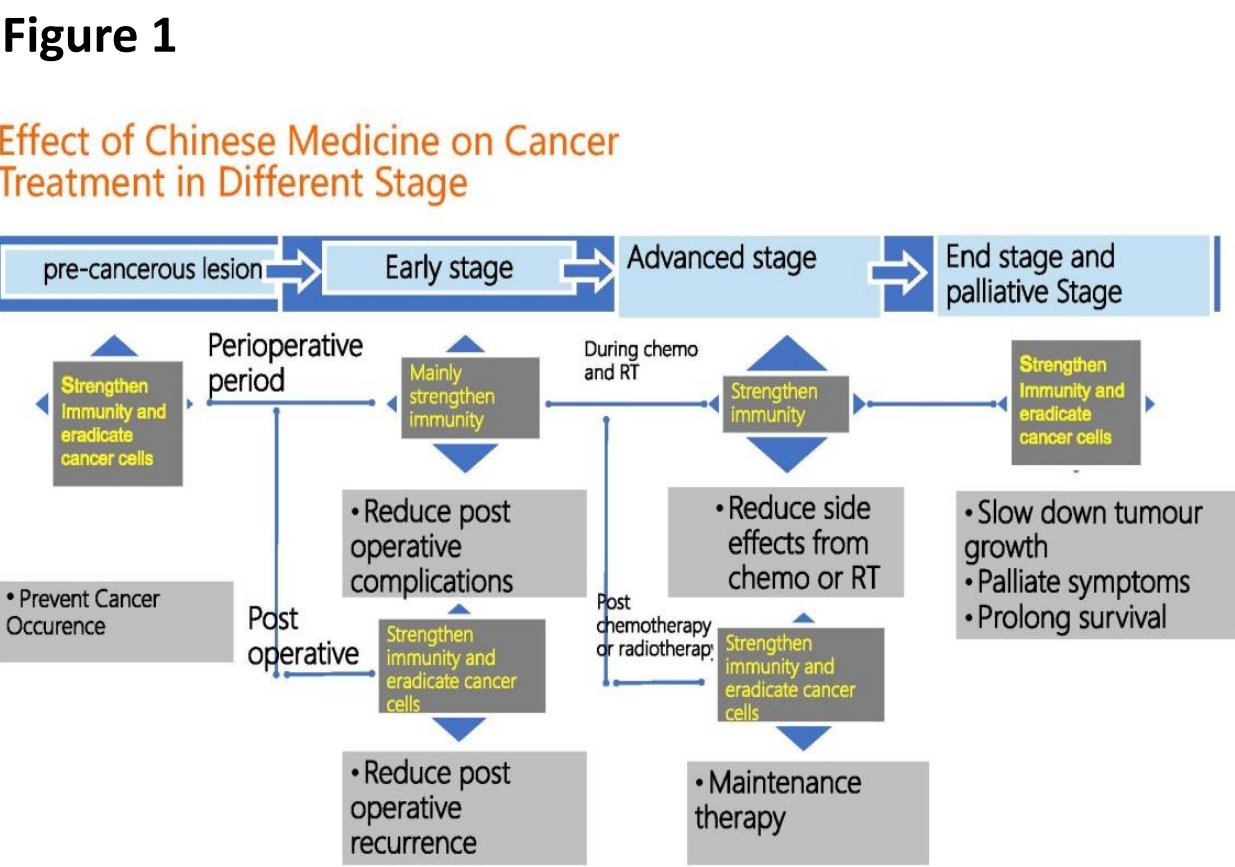 Figure 1
Effect of Chinese Medicine on Cancer
Treatment in Different Stage
pre-cancerous lesion
Early stage
Advanced stage
End stage and
palliative Stage
Strengthen
Immunity and
eradicate
cancer cells
• Prevent Cancer
Occurence
Perioperative
period
Mainly
strengthen
immunity
• Reduce post
operative
complications
Post
operative
Strengthen
immunity and
eradicate cancer
cells
• Reduce post
operative
recurrence
During chemo
and RT
Strengthen
immunity
• Reduce side
effects from
chemo or RT
Post
chemotherapy
or radiotherapy
Strengthen
immunity and
eradicate cancer
cells
• Maintenance
therapy
Strengthen
Immunity and
eradicate
cancer cells
• Slow down tumour
growth
• Palliate symptoms
• Prolong survival